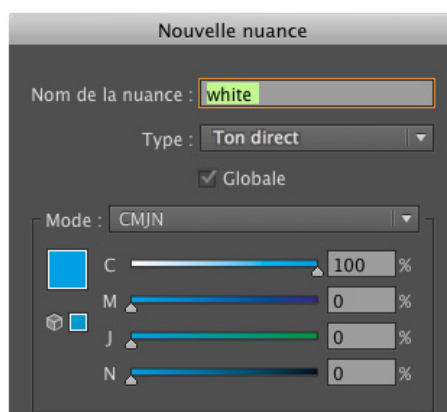 Nouvelle nuance
Nom de la nuance : white
Type : Ton direct
Globale
Mode : CMJN
C 100 %
M 0 %
J 0 %
N 0 %